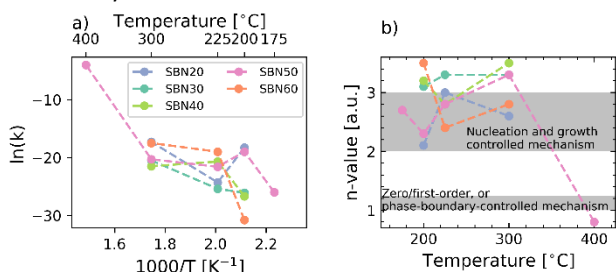 a)
Temperature [°C]
400 300 225 200 175
SBN20 SBN50
SBN30 SBN60
SBN40
ln(k)
−10
−20
−30
1.6 1.8 2.0 2.2
1000/T [K⁻¹]
b)
n-value [a.u.]
3
2
1
Nucleation and growth
controlled mechanism
Zero/first-order, or
phase-boundary-controlled mechanism
200 300 400
Temperature [°C]